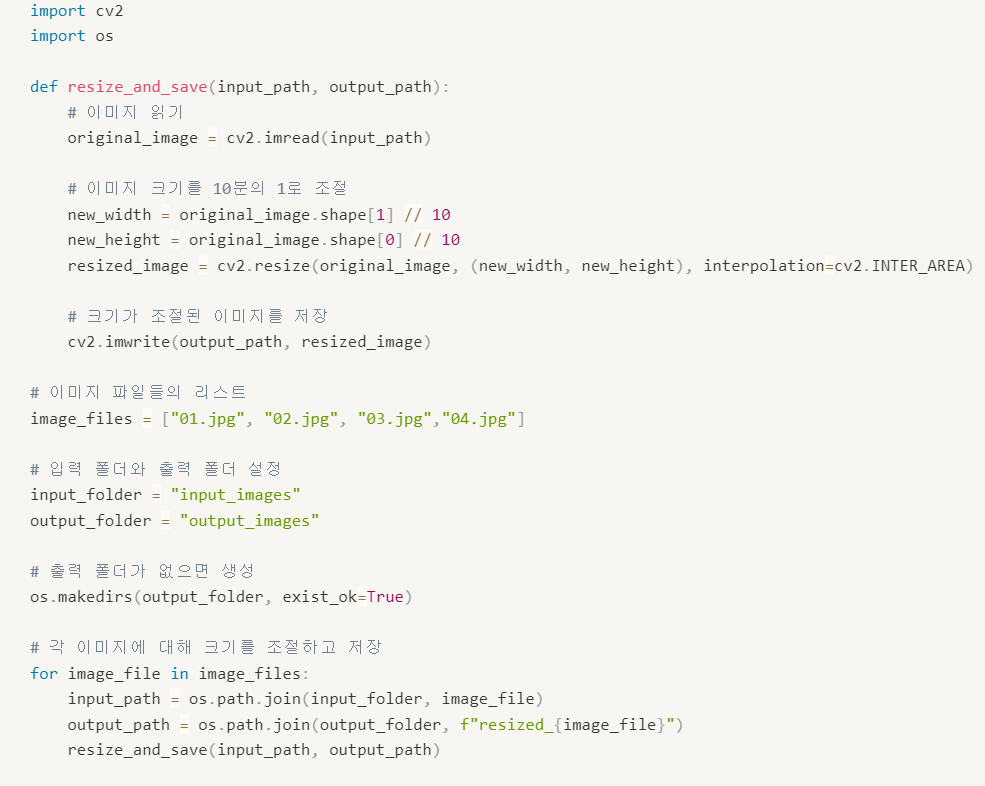 import cv2
import os
def resize_and_save(input_path, output_path):
# 이미지 읽기
original_image = cv2.imread(input_path)
# 이미지 크기를 10분의 1로 조절
new_width = original_image.shape[1] // 10
new_height = original_image.shape[0] // 10
resized_image = cv2.resize(original_image, (new_width, new_height), interpolation=cv2.INTER_AREA)
# 크기가 조절된 이미지를 저장
cv2.imwrite(output_path, resized_image)
# 이미지 파일들의 리스트
image_files = ["01.jpg", "02.jpg", "03.jpg","04.jpg"]
# 입력 폴더와 출력 폴더 설정
input_folder = "input_images"
output_folder = "output_images"
# 출력 폴더가 없으면 생성
os.makedirs(output_folder, exist_ok=True)
# 각 이미지에 대해 크기를 조절하고 저장
for image_file in image_files:
input_path = os.path.join(input_folder, image_file)
output_path = os.path.join(output_folder, f"resized_{image_file}")
resize_and_save(input_path, output_path)